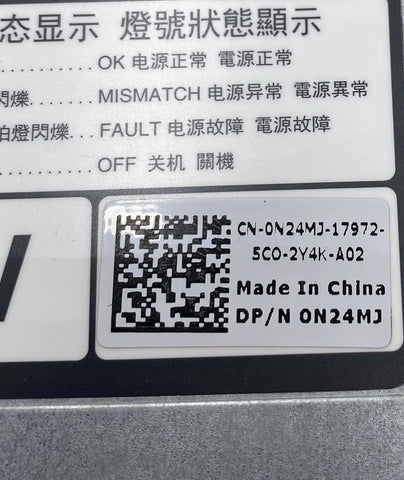 态显示 燈號狀態顯示
........... OK 电源正常 電源正常
閃爍... MISMATCH 电源异常 電源異常
燈閃爍... FAULT 电源故障 電源故障
........... OFF 关机 關機
CN-0N24MJ-17972-
5CO-2Y4K-A02
Made In China
DP/N 0N24MJ